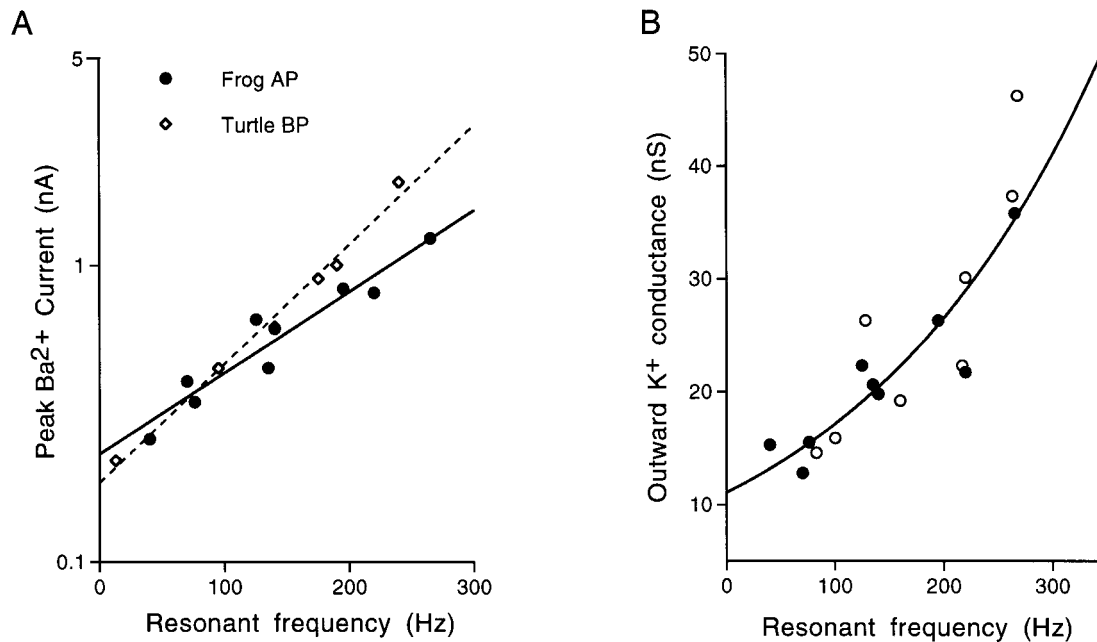 A
5
1
0.1
Peak Ba2+ Current (nA)
Frog AP
Turtle BP
0 100 200 300
Resonant frequency (Hz)
B
50
40
30
20
10
Outward K+ conductance (nS)
0 100 200 300
Resonant frequency (Hz)